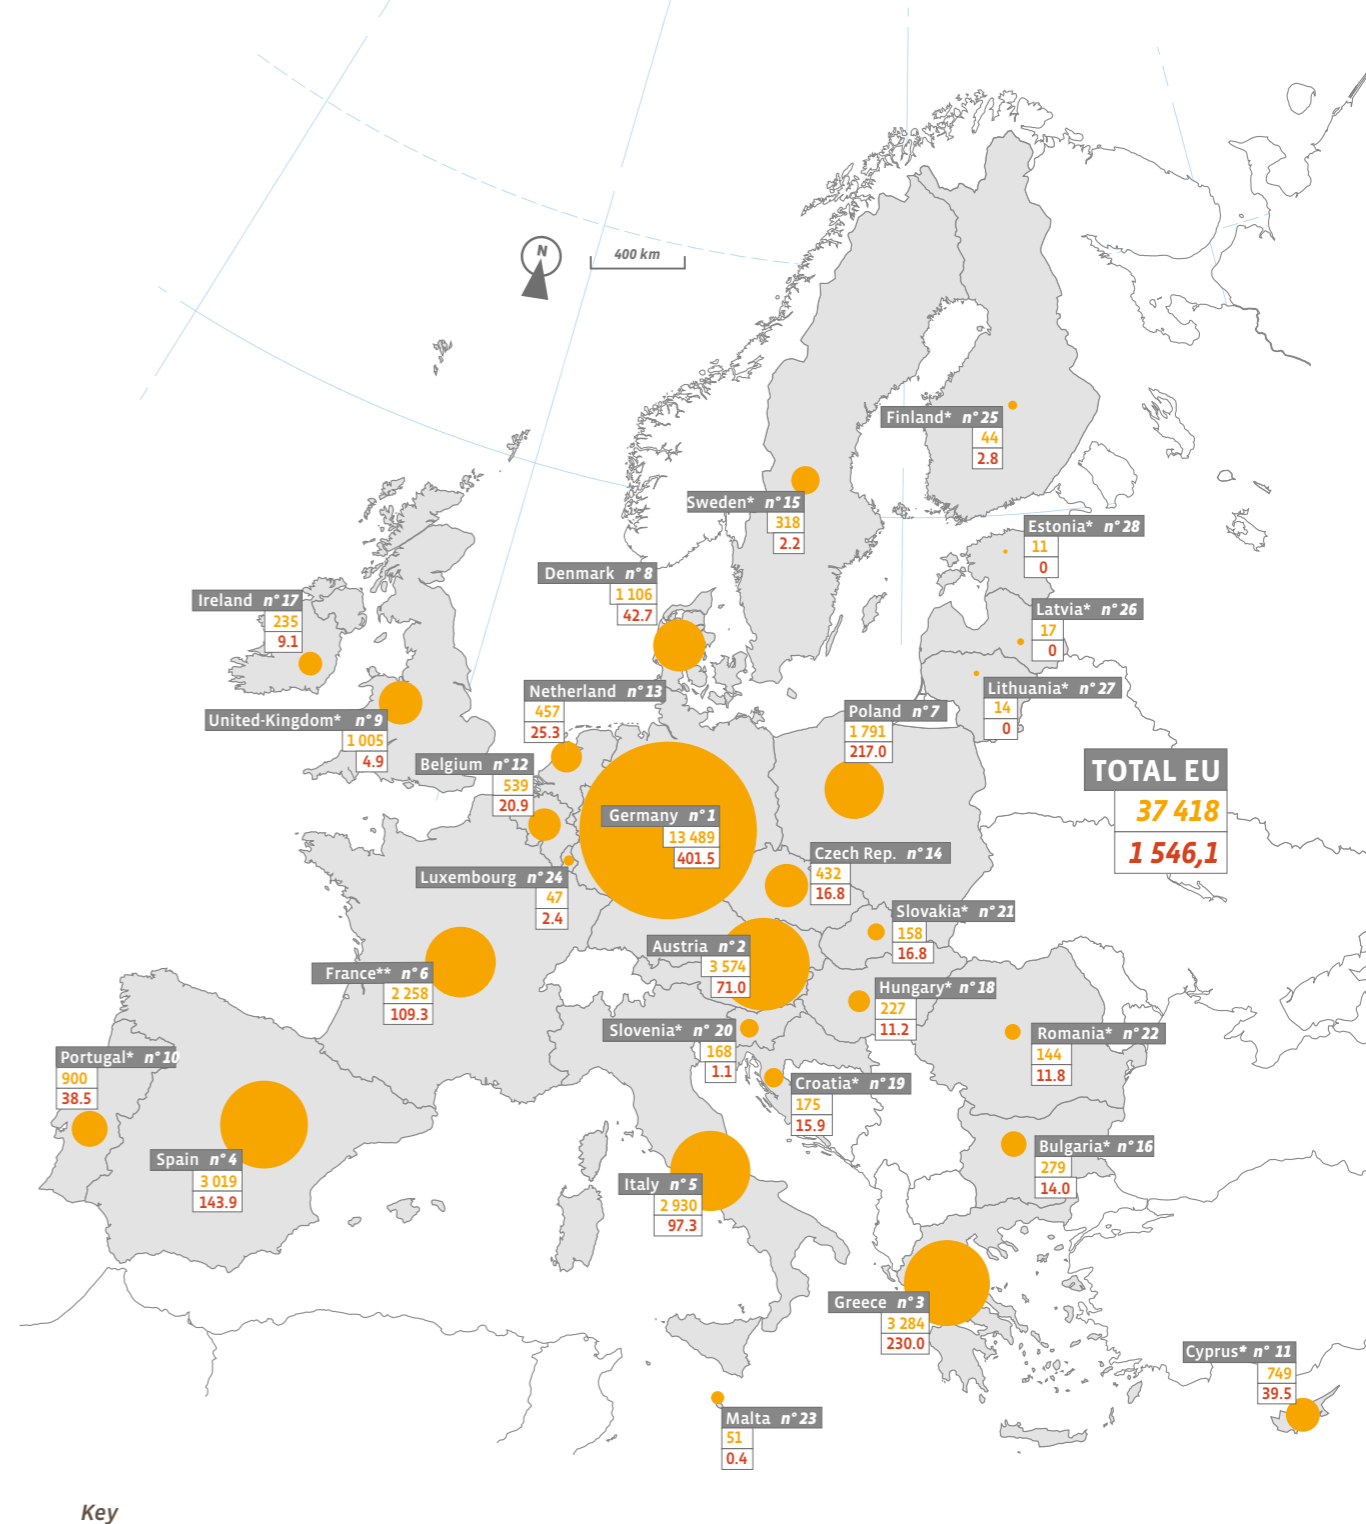 N
400 km
Finland* n° 25
44
2.8
Sweden* n° 15
318
2.2
Estonia* n° 28
11
0
Denmark n° 8
1 106
42.7
Ireland n° 17
235
9.1
Latvia* n° 26
17
0
Netherland n° 13
457
25.3
Lithuania* n° 27
14
0
United-Kingdom* n° 9
1 005
4.9
Poland n° 7
1 791
217.0
Belgium n° 12
539
20.9
TOTAL EU
37 418
1 546,1
Germany n° 1
13 489
401.5
Czech Rep. n° 14
432
16.8
Luxembourg n° 24
47
2.4
Slovakia* n° 21
158
16.8
Austria n° 2
3 574
71.0
France** n° 6
2 258
109.3
Hungary* n° 18
227
11.2
Slovenia* n° 20
168
1.1
Romania* n° 22
144
11.8
Portugal* n° 10
900
38.5
Croatia* n° 19
175
15.9
Spain n° 4
3 019
143.9
Bulgaria* n° 16
279
14.0
Italy n° 5
2 930
97.3
Greece n° 3
3 284
230.0
Cyprus* n° 11
749
39.5
Malta n° 23
51
0.4
Key